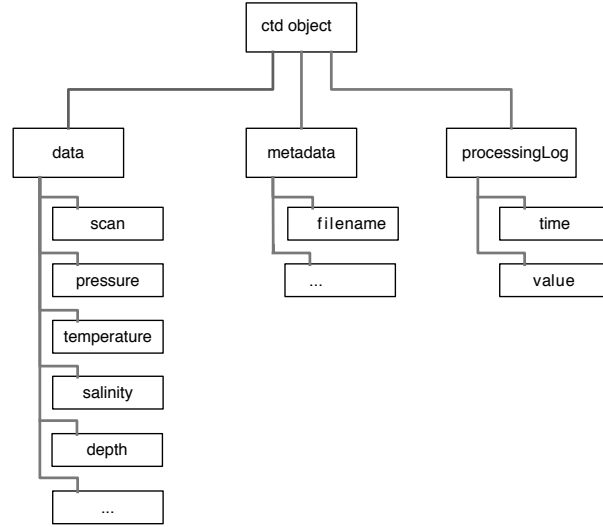 ctd object
data
metadata
processingLog
scan
filename
time
pressure
...
value
temperature
salinity
depth
...